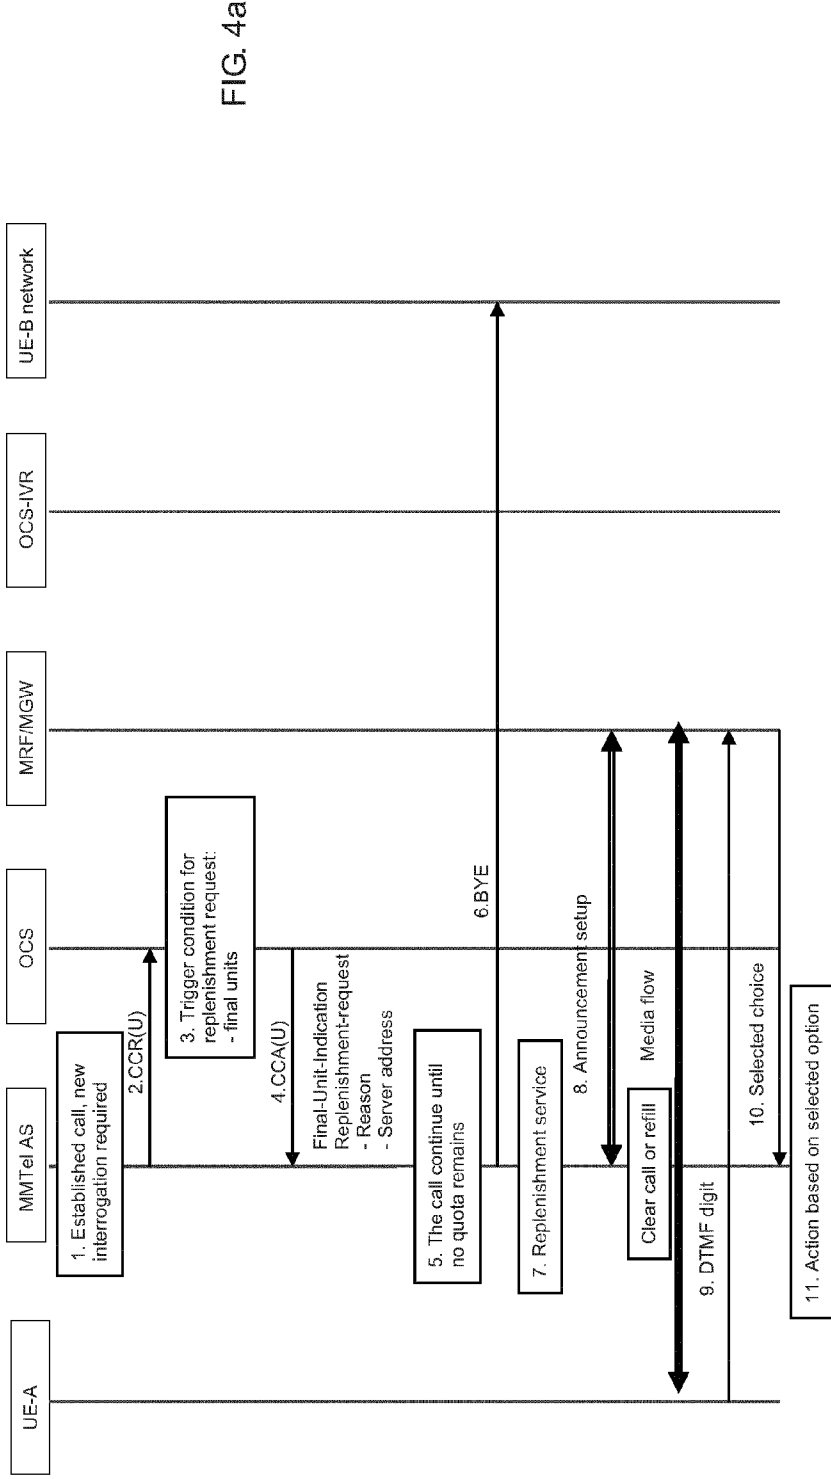 UE-A
MMTel AS
OCS
MRF/MGW
OCS-IVR
UE-B network
1. Established call, new
interrogation required
2.CCR(U)
3. Trigger condition for
replenishment request:
- final units
4.CCA(U)
Final-Unit-Indication
Replenishment-request
- Reason
- Server address
5. The call continue until
no quota remains
6.BYE
7. Replenishment service
8. Announcement setup
Clear call or refill
Media flow
9. DTMF digit
10. Selected choice
11. Action based on selected option
FIG. 4a